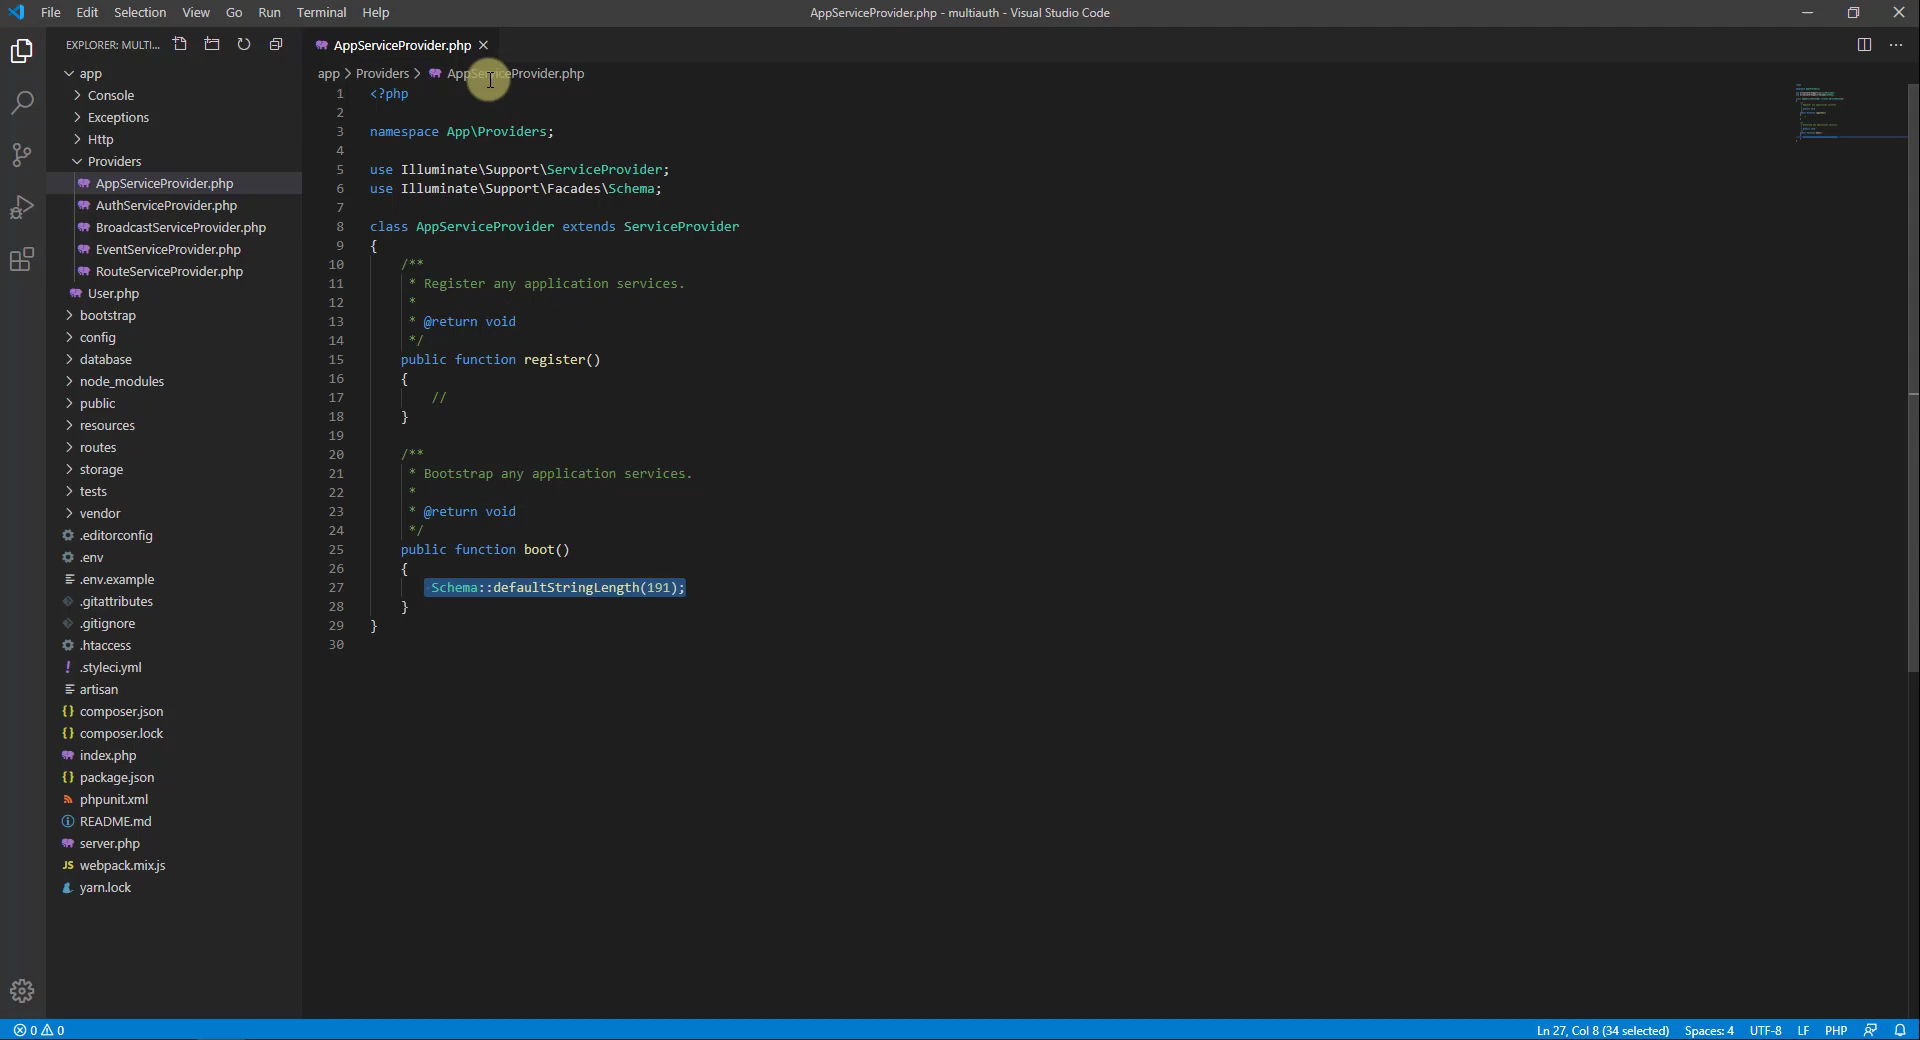 File Edit Selection View Go Run Terminal Help
AppServiceProvider.php - multiauth - Visual Studio Code
EXPLORER: MULTI...
app
Console
Exceptions
Http
Providers
AppServiceProvider.php
AuthServiceProvider.php
BroadcastServiceProvider.php
EventServiceProvider.php
RouteServiceProvider.php
User.php
bootstrap
config
database
node_modules
public
resources
routes
storage
tests
vendor
.editorconfig
.env
.env.example
.gitattributes
.gitignore
.htaccess
.styleci.yml
artisan
composer.json
composer.lock
index.php
package.json
phpunit.xml
README.md
server.php
JS webpack.mix.js
yarn.lock
AppServiceProvider.php
app > Providers > AppServiceProvider.php
1 <?php
2
3 namespace App\Providers;
4
5 use Illuminate\Support\ServiceProvider;
6 use Illuminate\Support\Facades\Schema;
7
8 class AppServiceProvider extends ServiceProvider
9 {
10 /**
11 * Register any application services.
12 *
13 * @return void
14 */
15 public function register()
16 {
17 //
18 }
19
20 /**
21 * Bootstrap any application services.
22 *
23 * @return void
24 */
25 public function boot()
26 {
27 Schema::defaultStringLength(191);
28 }
29 }
30
0 0
Ln 27, Col 8 (34 selected) Spaces: 4 UTF-8 LF PHP